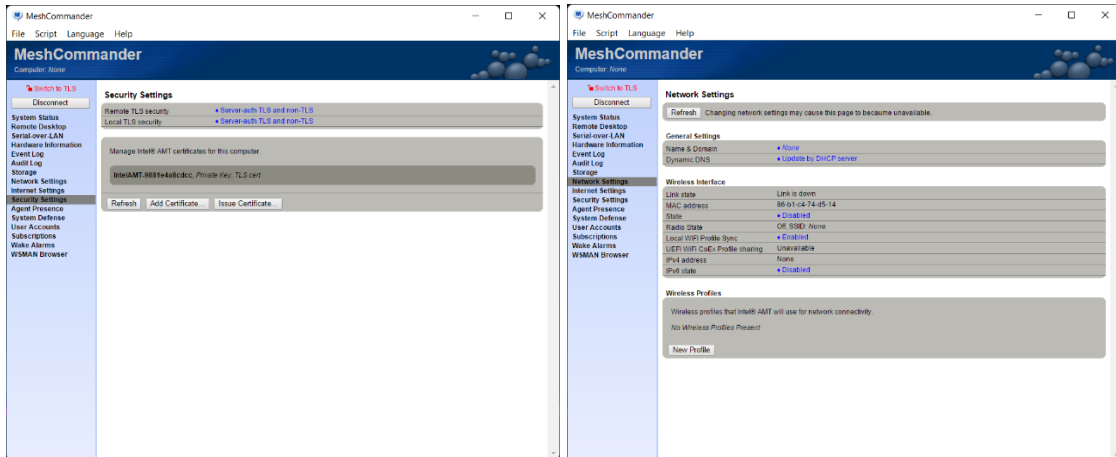 MeshCommander
File Script Language Help
MeshCommander
Computer: None
Switch to TLS
Disconnect
System Status
Remote Desktop
Serial-over-LAN
Hardware Information
Event Log
Audit Log
Storage
Network Settings
Internet Settings
Security Settings
Agent Presence
System Defense
User Accounts
Subscriptions
Wake Alarms
WSMAN Browser
Security Settings
Remote TLS security Server-auth TLS and non-TLS
Local TLS security Server-auth TLS and non-TLS
Manage Intel® AMT certificates for this computer.
IntelAMT-9881e4a8cdcc, Private Key, TLS cert
Refresh Add Certificate... Issue Certificate...
MeshCommander
File Script Language Help
MeshCommander
Computer: None
Switch to TLS
Disconnect
System Status
Remote Desktop
Serial-over-LAN
Hardware Information
Event Log
Audit Log
Storage
Network Settings
Internet Settings
Security Settings
Agent Presence
System Defense
User Accounts
Subscriptions
Wake Alarms
WSMAN Browser
Network Settings
Refresh Changing network settings may cause this page to becaume unavailable.
General Settings
Name & Domain None
Dynamic DNS Update by DHCP server
Wireless Interface
Link state Link is down
MAC address 86-b1-c4-74-d5-14
State Disabled
Radio State Off, SSID: None
Local WIFI Profile Sync Enabled
UEFI WiFi CoEx Profile sharing Unavailable
IPv4 address None
IPv6 state Disabled
Wireless Profiles
Wireless profiles that Intel® AMT will use for network connectivity.
No Wireless Profiles Present
New Profile